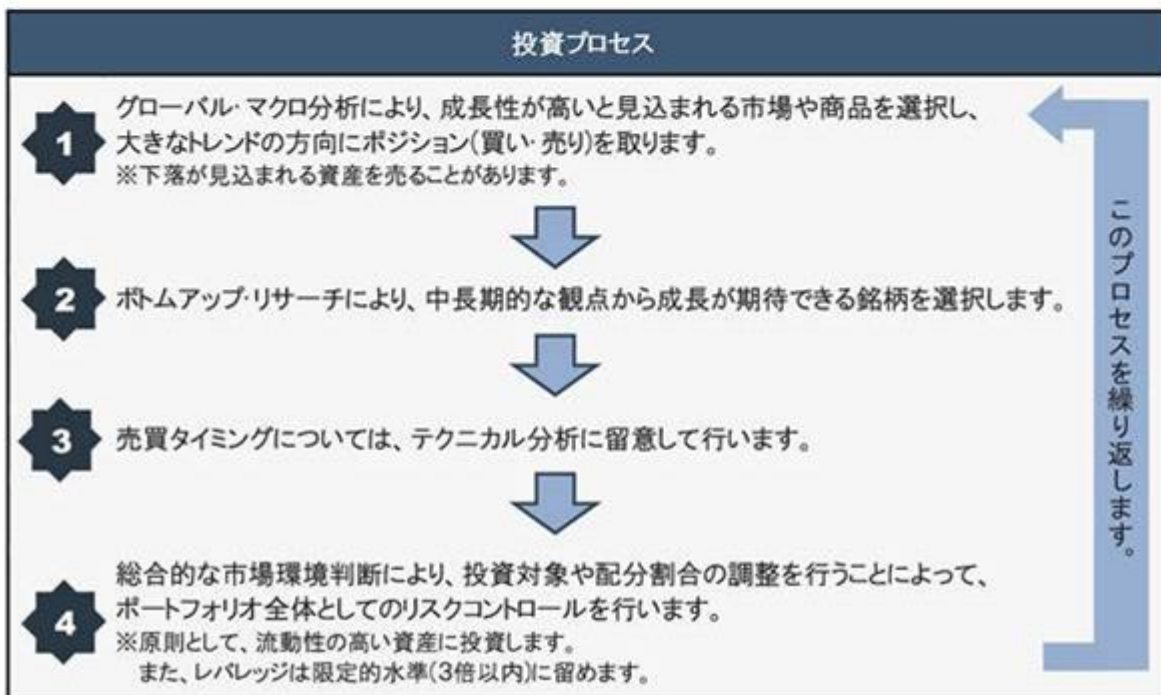 投資プロセス
1
グローバル・マクロ分析により、成長性が高いと見込まれる市場や商品を選択し、
大きなトレンドの方向にポジション(買い・売り)を取ります。
※下落が見込まれる資産を売ることがあります。
2
ボトムアップ・リサーチにより、中長期的な観点から成長が期待できる銘柄を選択します。
3
売買タイミングについては、テクニカル分析に留意して行います。
4
総合的な市場環境判断により、投資対象や配分割合の調整を行うことによって、
ポートフォリオ全体としてのリスクコントロールを行います。
※原則として、流動性の高い資産に投資します。
また、レバレッジは限定的水準(3倍以内)に留めます。
このプロセスを繰り返します。